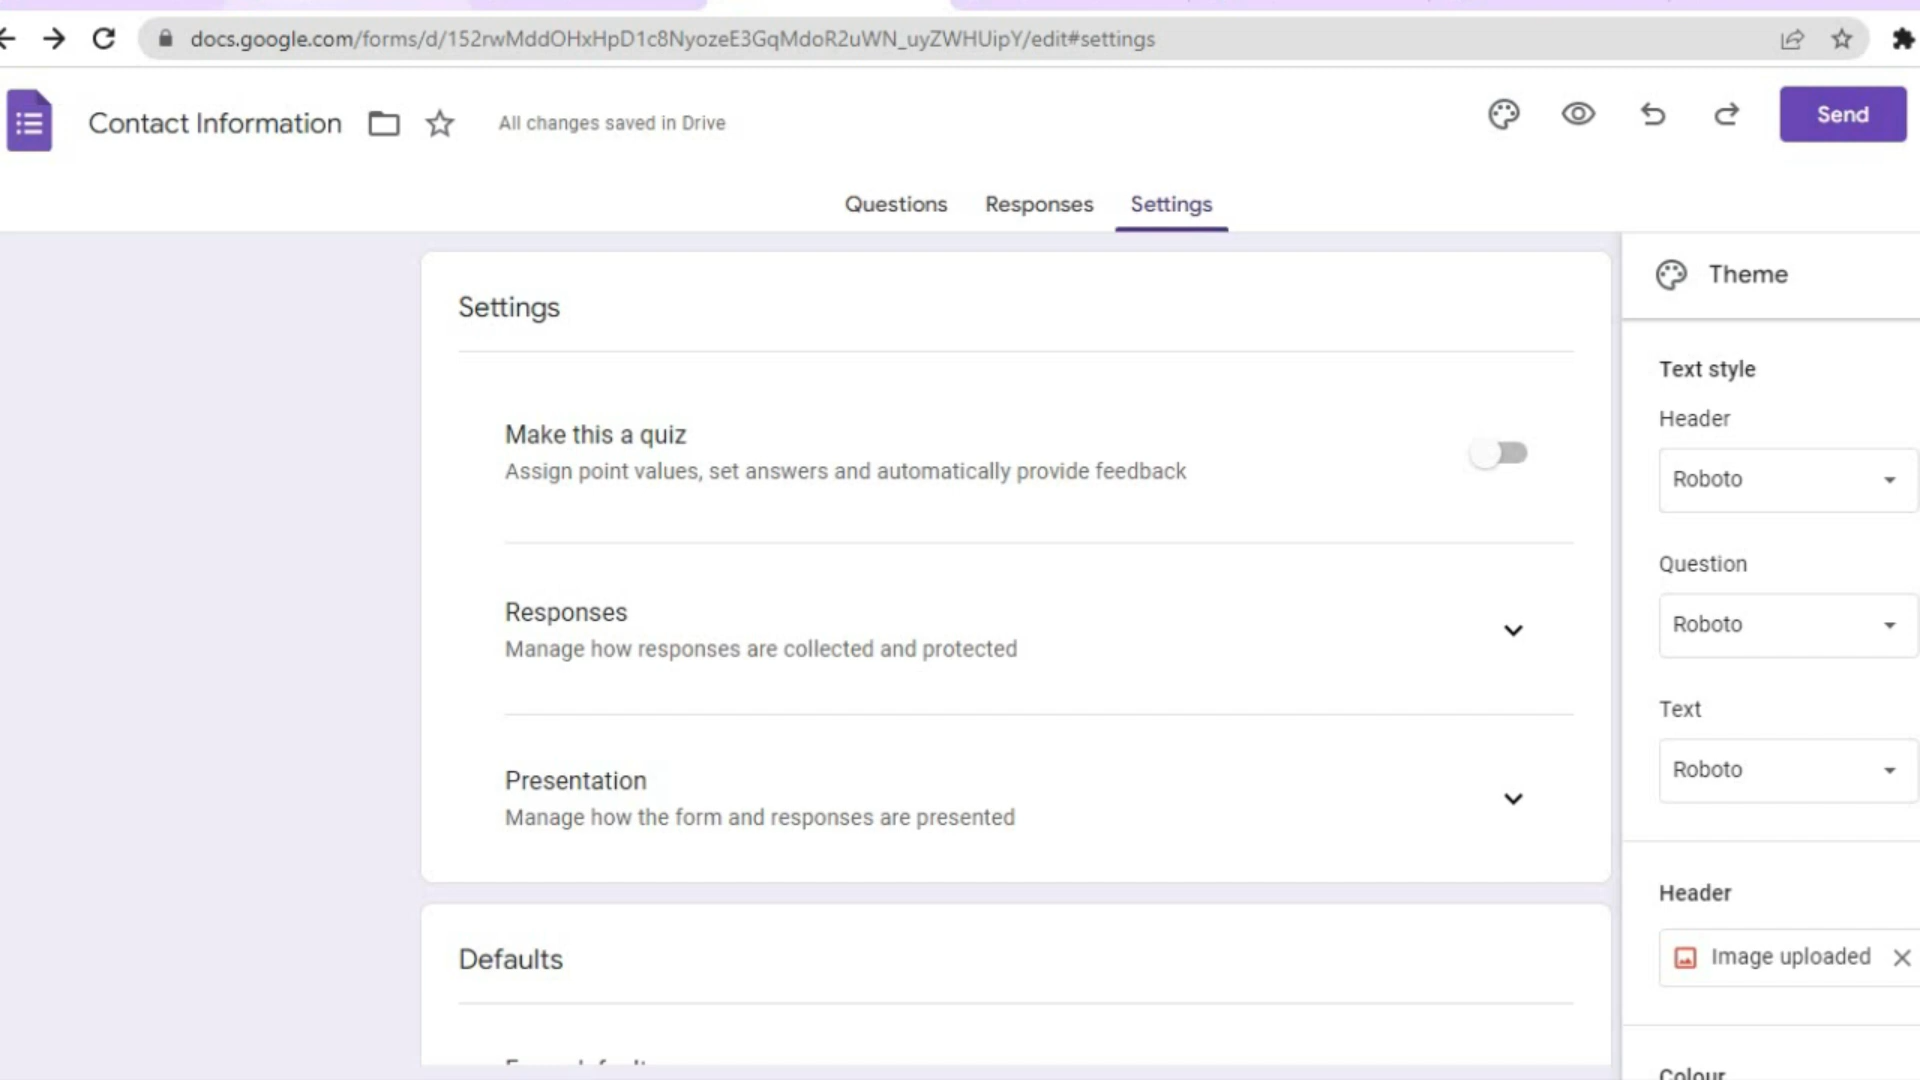 docs.google.com/forms/d/152rwMddOHxHpD1c8NyozeE3GqMdoR2uWN_uyZWHUipY/edit#settings
Contact Information
All changes saved in Drive
Send
Questions
Responses
Settings
Settings
Make this a quiz
Assign point values, set answers and automatically provide feedback
Responses
Manage how responses are collected and protected
Presentation
Manage how the form and responses are presented
Defaults
Theme
Text style
Header
Roboto
Question
Roboto
Text
Roboto
Header
Image uploaded
Colour